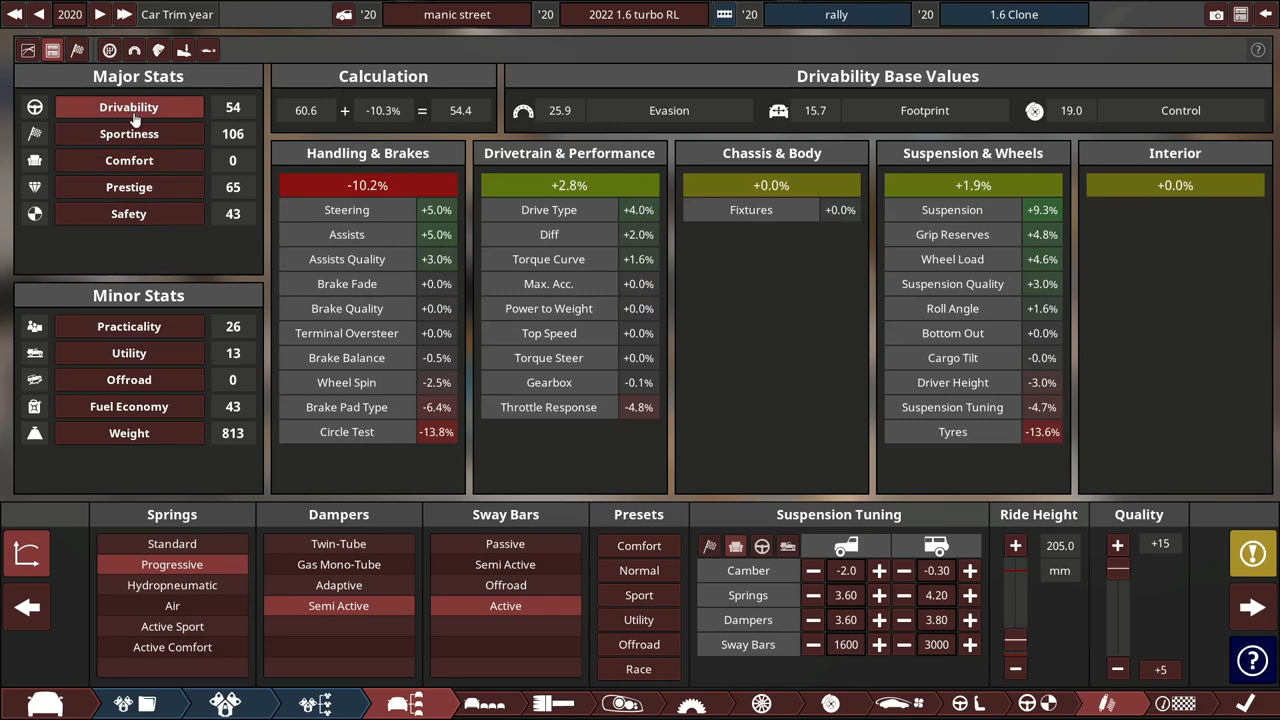 2020 Car Trim year '20 manic street '20 2022 1.6 turbo RL '20 rally '20 1.6 Clone
Major Stats
Drivability 54
Sportiness 106
Comfort 0
Prestige 65
Safety 43
Minor Stats
Practicality 26
Utility 13
Offroad 0
Fuel Economy 43
Weight 813
Calculation
60.6 + -10.3% = 54.4
Drivability Base Values
25.9 Evasion 15.7 Footprint 19.0 Control
Handling & Brakes
-10.2%
Steering +5.0%
Assists +5.0%
Assists Quality +3.0%
Brake Fade +0.0%
Brake Quality +0.0%
Terminal Oversteer +0.0%
Brake Balance -0.5%
Wheel Spin -2.5%
Brake Pad Type -6.4%
Circle Test -13.8%
Drivetrain & Performance
+2.8%
Drive Type +4.0%
Diff +2.0%
Torque Curve +1.6%
Max. Acc. +0.0%
Power to Weight +0.0%
Top Speed +0.0%
Torque Steer +0.0%
Gearbox -0.1%
Throttle Response -4.8%
Chassis & Body
+0.0%
Fixtures +0.0%
Suspension & Wheels
+1.9%
Suspension +9.3%
Grip Reserves +4.8%
Wheel Load +4.6%
Suspension Quality +3.0%
Roll Angle +1.6%
Bottom Out +0.0%
Cargo Tilt -0.0%
Driver Height -3.0%
Suspension Tuning -4.7%
Tyres -13.6%
Interior
+0.0%
Springs
Standard
Progressive
Hydropneumatic
Air
Active Sport
Active Comfort
Dampers
Twin-Tube
Gas Mono-Tube
Adaptive
Semi Active
Sway Bars
Passive
Semi Active
Offroad
Active
Presets
Comfort
Normal
Sport
Utility
Offroad
Race
Suspension Tuning
Camber -2.0 -0.30
Springs 3.60 4.20
Dampers 3.60 3.80
Sway Bars 1600 3000
Ride Height
205.0
mm
Quality
+15
+5